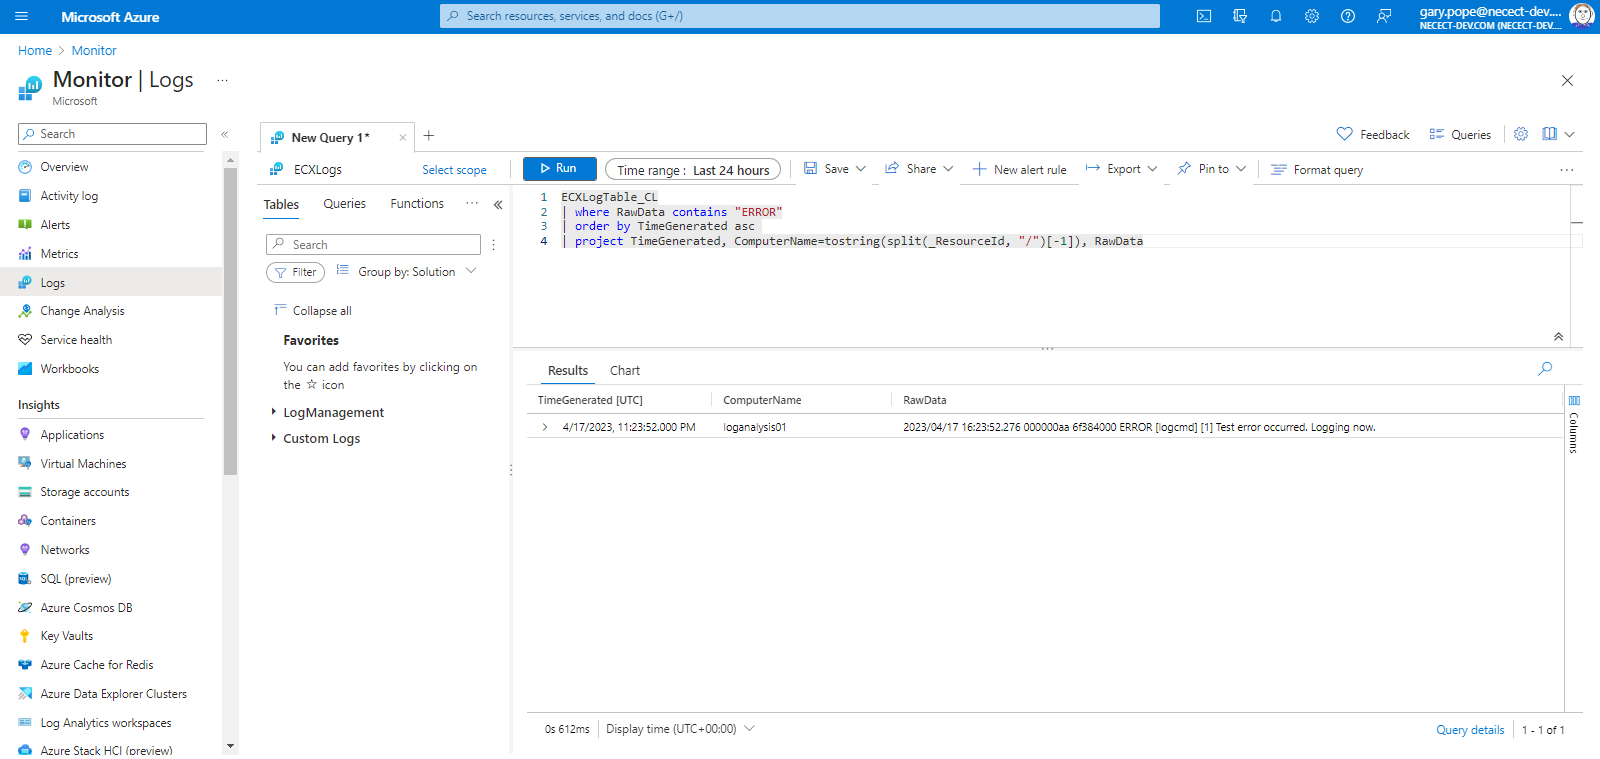 Microsoft Azure
Search resources, services, and docs (G+/)
gary.pope@necect-dev....
NECECT-DEV.COM (NECECT-DEV....
Home > Monitor
Monitor | Logs ...
Microsoft
Search «
Overview
Activity log
Alerts
Metrics
Logs
Change Analysis
Service health
Workbooks
Insights
Applications
Virtual Machines
Storage accounts
Containers
Networks
SQL (preview)
Azure Cosmos DB
Key Vaults
Azure Cache for Redis
Azure Data Explorer Clusters
Log Analytics workspaces
Azure Stack HCI (preview)
New Query 1* × +
Feedback Queries
ECXLogs Select scope
Run Time range : Last 24 hours Save Share New alert rule Export Pin to Format query ...
Tables Queries Functions ... «
Search
Filter Group by: Solution
Collapse all
Favorites
You can add favorites by clicking on
the ☆ icon
LogManagement
Custom Logs
1 ECXLogTable_CL
2 | where RawData contains "ERROR"
3 | order by TimeGenerated asc
4 | project TimeGenerated, ComputerName=tostring(split(_ResourceId, "/")[-1]), RawData
Results Chart
TimeGenerated [UTC] ComputerName RawData
4/17/2023, 11:23:52.000 PM loganalysis01 2023/04/17 16:23:52.276 000000aa 6f384000 ERROR [logcmd] [1] Test error occurred. Logging now.
Columns
0s 612ms Display time (UTC+00:00) Query details 1 - 1 of 1